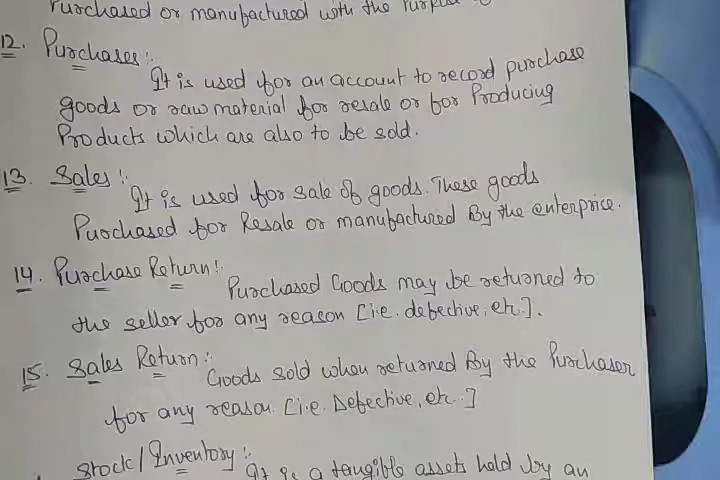 Purchased or manufactured with the Purpose
12. Purchases :-
It is used for an account to record purchase
goods or raw material for resale or for Producing
Products which are also to be sold.
13. Sales :-
It is used for sale of goods. These goods
Purchased for Resale or manufactured By the enterprice.
14. Purchase Return :-
Purchased Goods may be returned to
the seller for any reason [i.e. defective, etc.].
15. Sales Return :-
Goods sold when returned By the Purchaser
for any reason [i.e. Defective, etc.]
Stock / Inventory :-
It is a tangible assets held by an